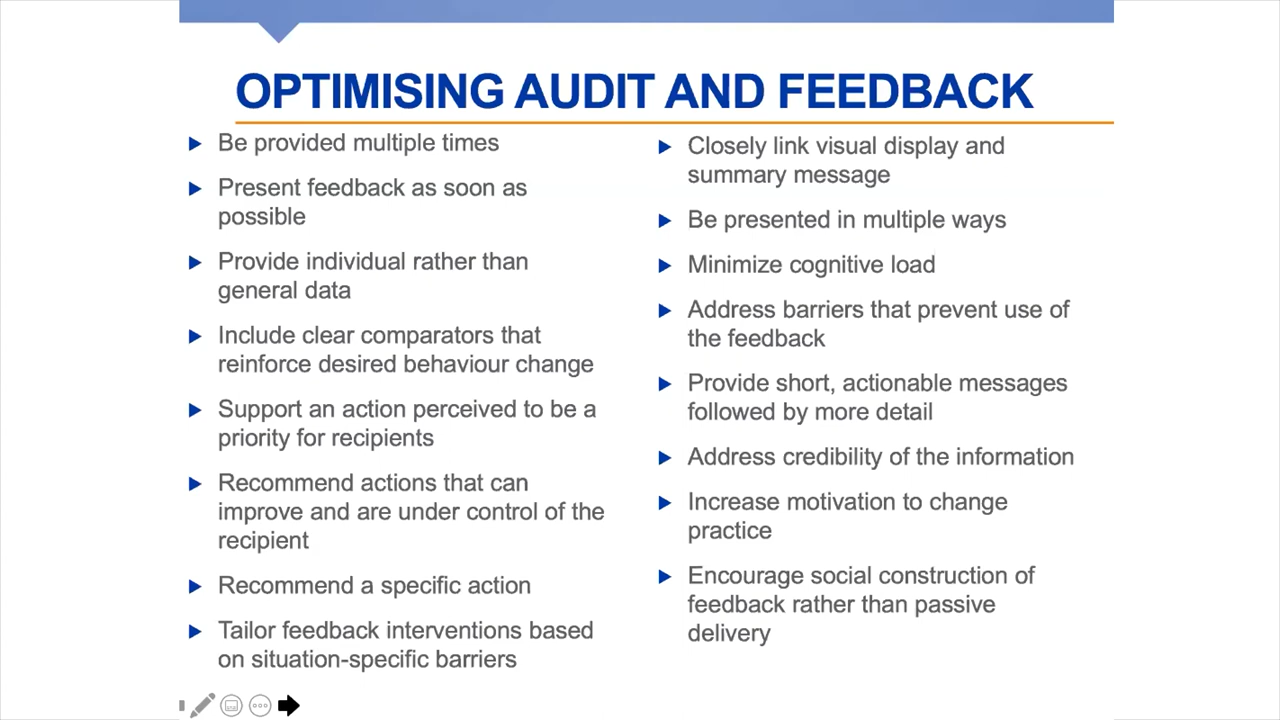 OPTIMISING AUDIT AND FEEDBACK
Be provided multiple times
Present feedback as soon as
possible
Provide individual rather than
general data
Include clear comparators that
reinforce desired behaviour change
Support an action perceived to be a
priority for recipients
Recommend actions that can
improve and are under control of the
recipient
Recommend a specific action
Tailor feedback interventions based
on situation-specific barriers
Closely link visual display and
summary message
Be presented in multiple ways
Minimize cognitive load
Address barriers that prevent use of
the feedback
Provide short, actionable messages
followed by more detail
Address credibility of the information
Increase motivation to change
practice
Encourage social construction of
feedback rather than passive
delivery